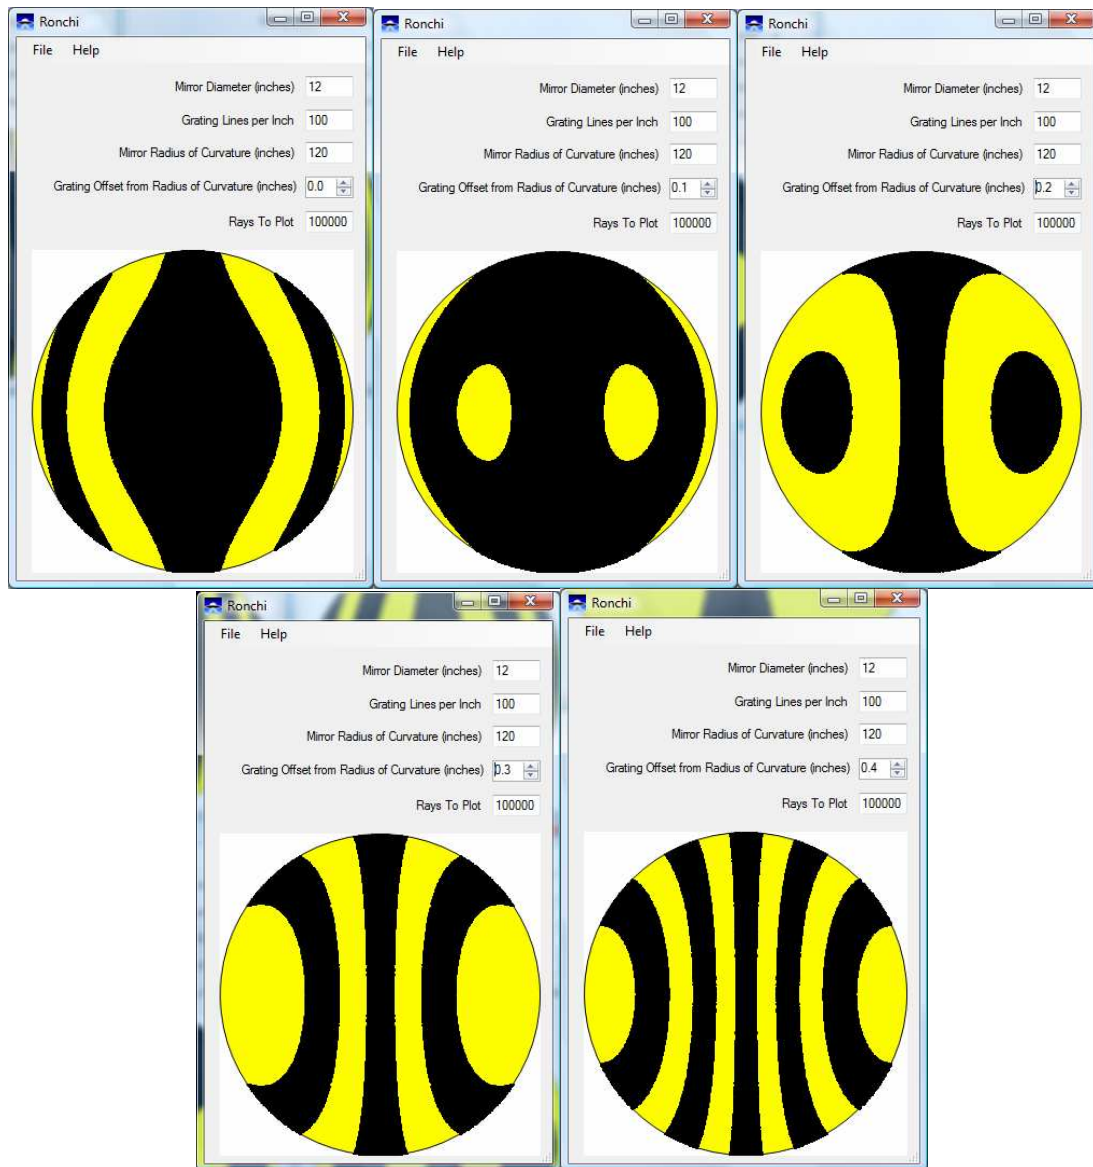 Ronchi
File Help
Mirror Diameter (inches) 12
Grating Lines per Inch 100
Mirror Radius of Curvature (inches) 120
Grating Offset from Radius of Curvature (inches) 0.0
Rays To Plot 100000
Ronchi
File Help
Mirror Diameter (inches) 12
Grating Lines per Inch 100
Mirror Radius of Curvature (inches) 120
Grating Offset from Radius of Curvature (inches) 0.1
Rays To Plot 100000
Ronchi
File Help
Mirror Diameter (inches) 12
Grating Lines per Inch 100
Mirror Radius of Curvature (inches) 120
Grating Offset from Radius of Curvature (inches) 0.2
Rays To Plot 100000
Ronchi
File Help
Mirror Diameter (inches) 12
Grating Lines per Inch 100
Mirror Radius of Curvature (inches) 120
Grating Offset from Radius of Curvature (inches) 0.3
Rays To Plot 100000
Ronchi
File Help
Mirror Diameter (inches) 12
Grating Lines per Inch 100
Mirror Radius of Curvature (inches) 120
Grating Offset from Radius of Curvature (inches) 0.4
Rays To Plot 100000